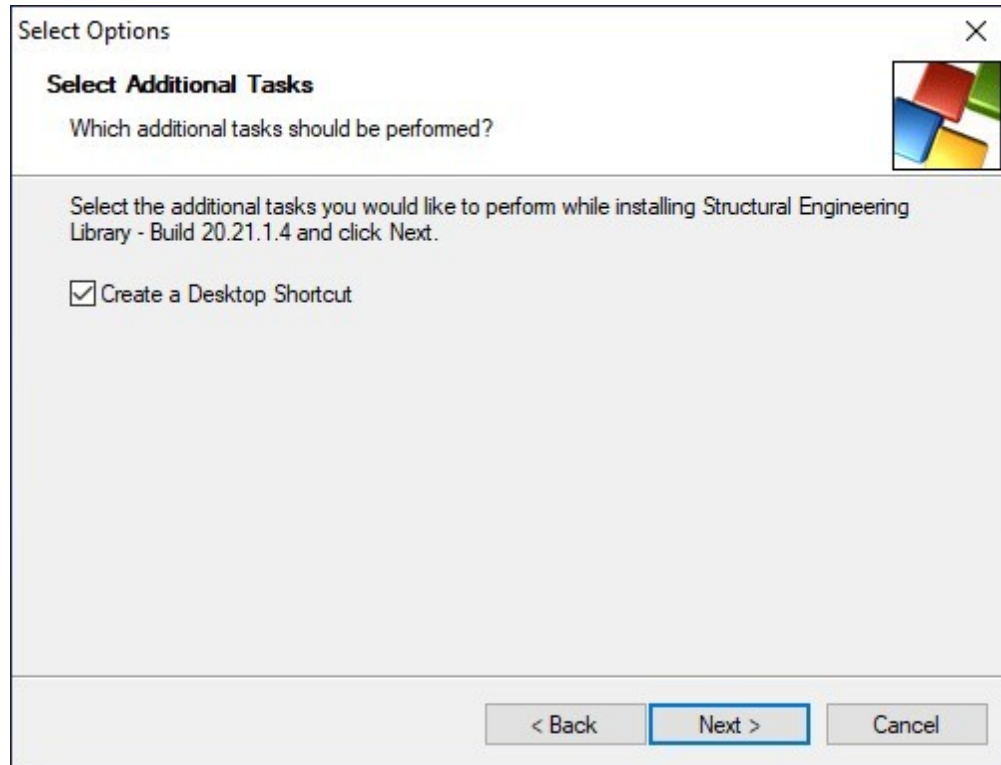 Select Options
Select Additional Tasks
Which additional tasks should be performed?
Select the additional tasks you would like to perform while installing Structural Engineering
Library - Build 20.21.1.4 and click Next.
Create a Desktop Shortcut
< Back
Next >
Cancel